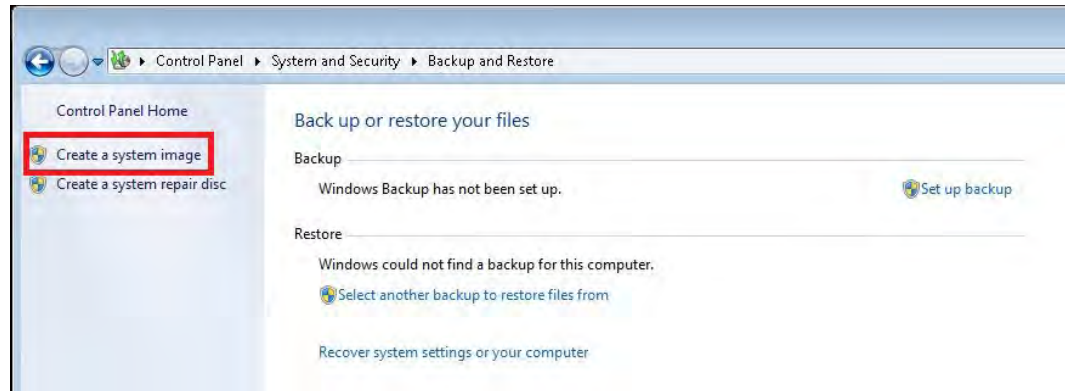 Control Panel ▸ System and Security ▸ Backup and Restore
Control Panel Home
Create a system image
Create a system repair disc
Back up or restore your files
Backup
Windows Backup has not been set up.
Set up backup
Restore
Windows could not find a backup for this computer.
Select another backup to restore files from
Recover system settings or your computer